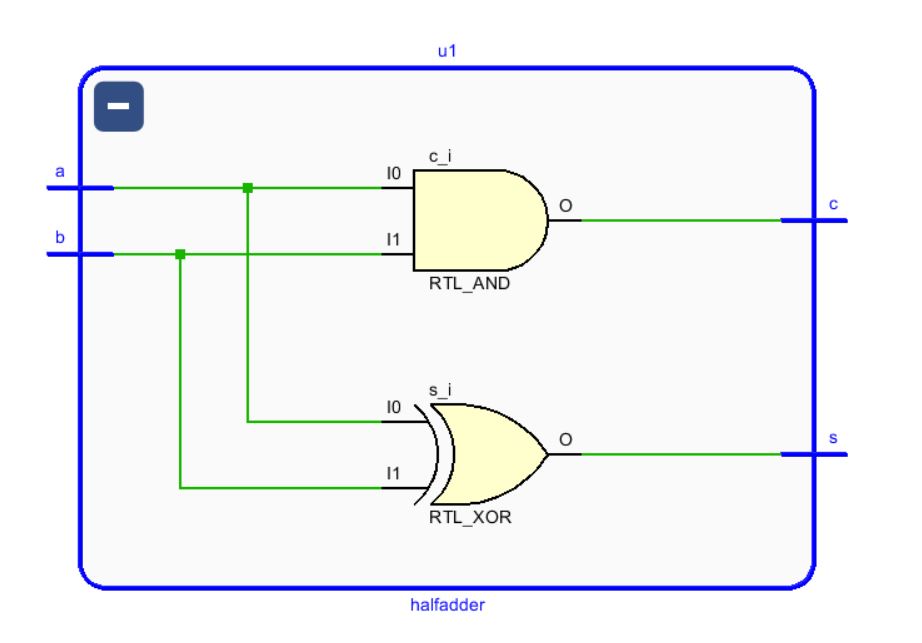 u1
a
b
I0
c_i
I1
O
RTL_AND
c
I0
s_i
I1
O
RTL_XOR
s
halfadder